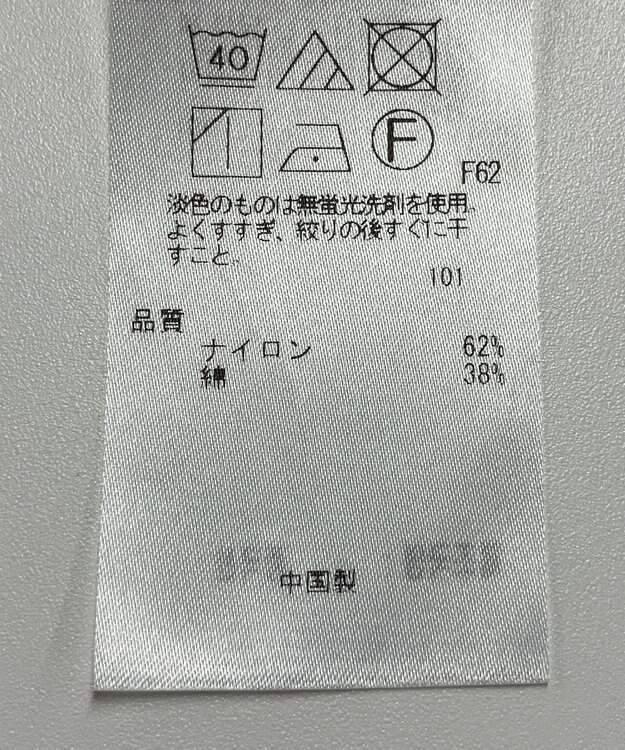 40
F
F62
淡色のものは無蛍光洗剤を使用。
よくすすぎ、絞りの後すぐに干
すこと。
101
品質
ナイロン 62%
綿 38%
中国製